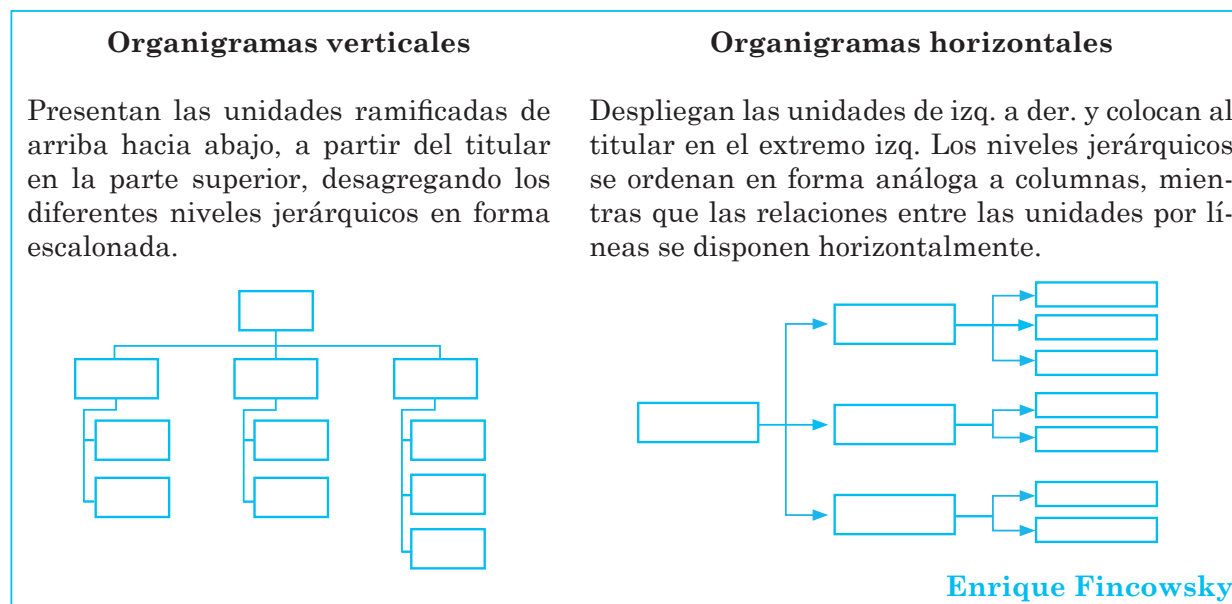 Organigramas verticales
Presentan las unidades ramificadas de
arriba hacia abajo, a partir del titular
en la parte superior, desagregando los
diferentes niveles jerárquicos en forma
escalonada.
Organigramas horizontales
Despliegan las unidades de izq. a der. y colocan al
titular en el extremo izq. Los niveles jerárquicos
se ordenan en forma análoga a columnas, mien-
tras que las relaciones entre las unidades por lí-
neas se disponen horizontalmente.
Enrique Fincowsky